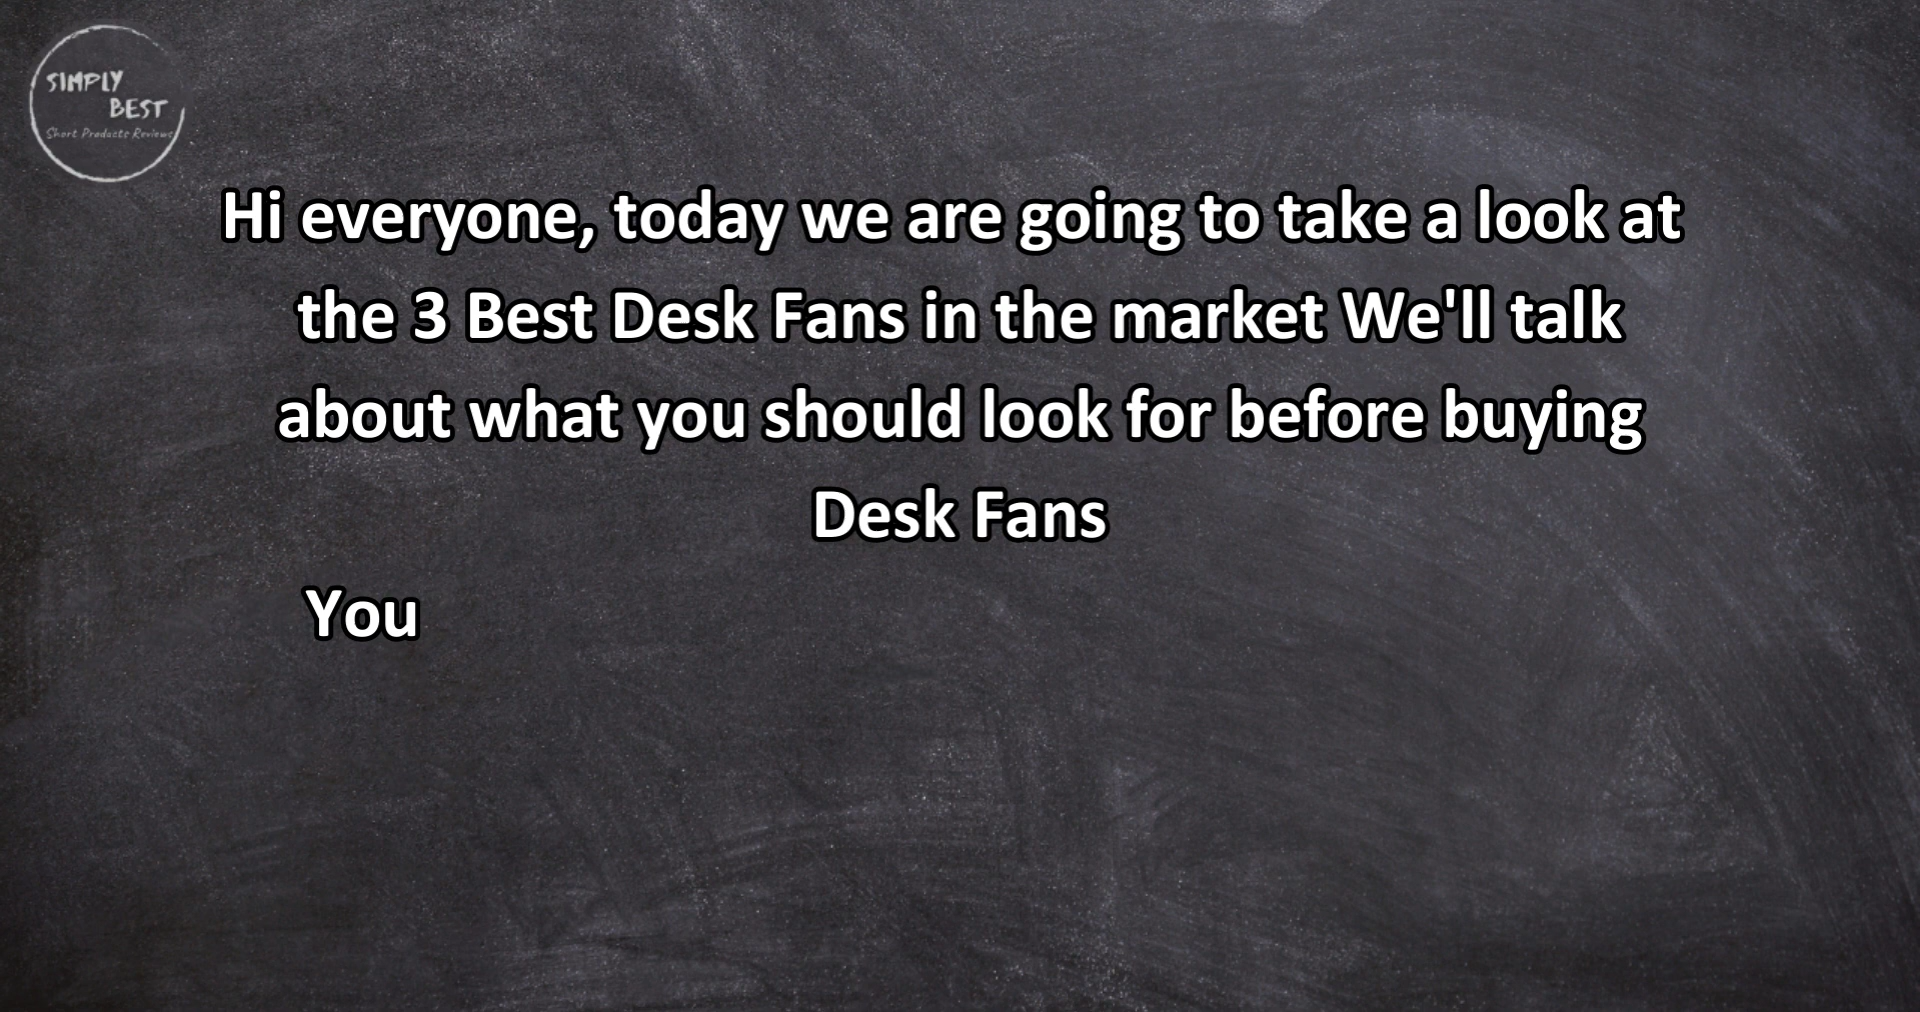 SIMPLY
BEST
Short Products Reviews
Hi everyone, today we are going to take a look at
the 3 Best Desk Fans in the market We'll talk
about what you should look for before buying
Desk Fans
You